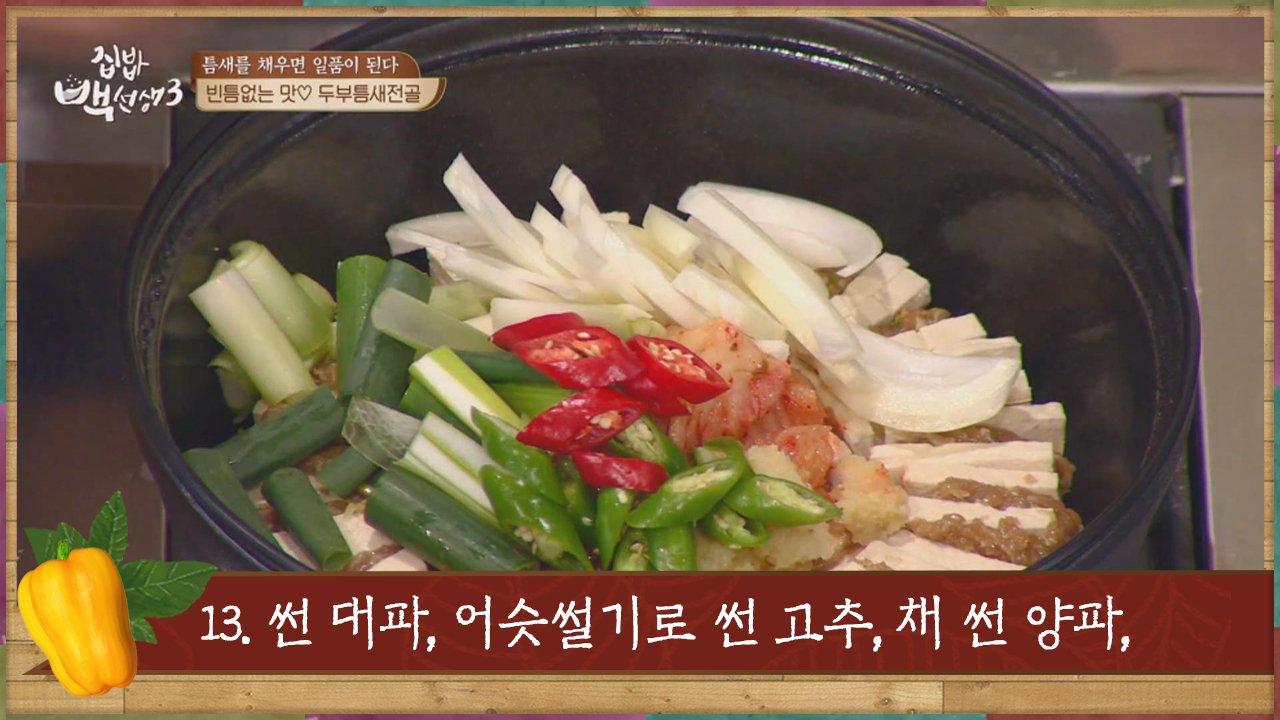 집밥
백선생3
틈새를 채우면 일품이 된다
빈틈없는 맛♡ 두부틈새전골
13. 썬 대파, 어슷썰기로 썬 고추, 채 썬 양파,